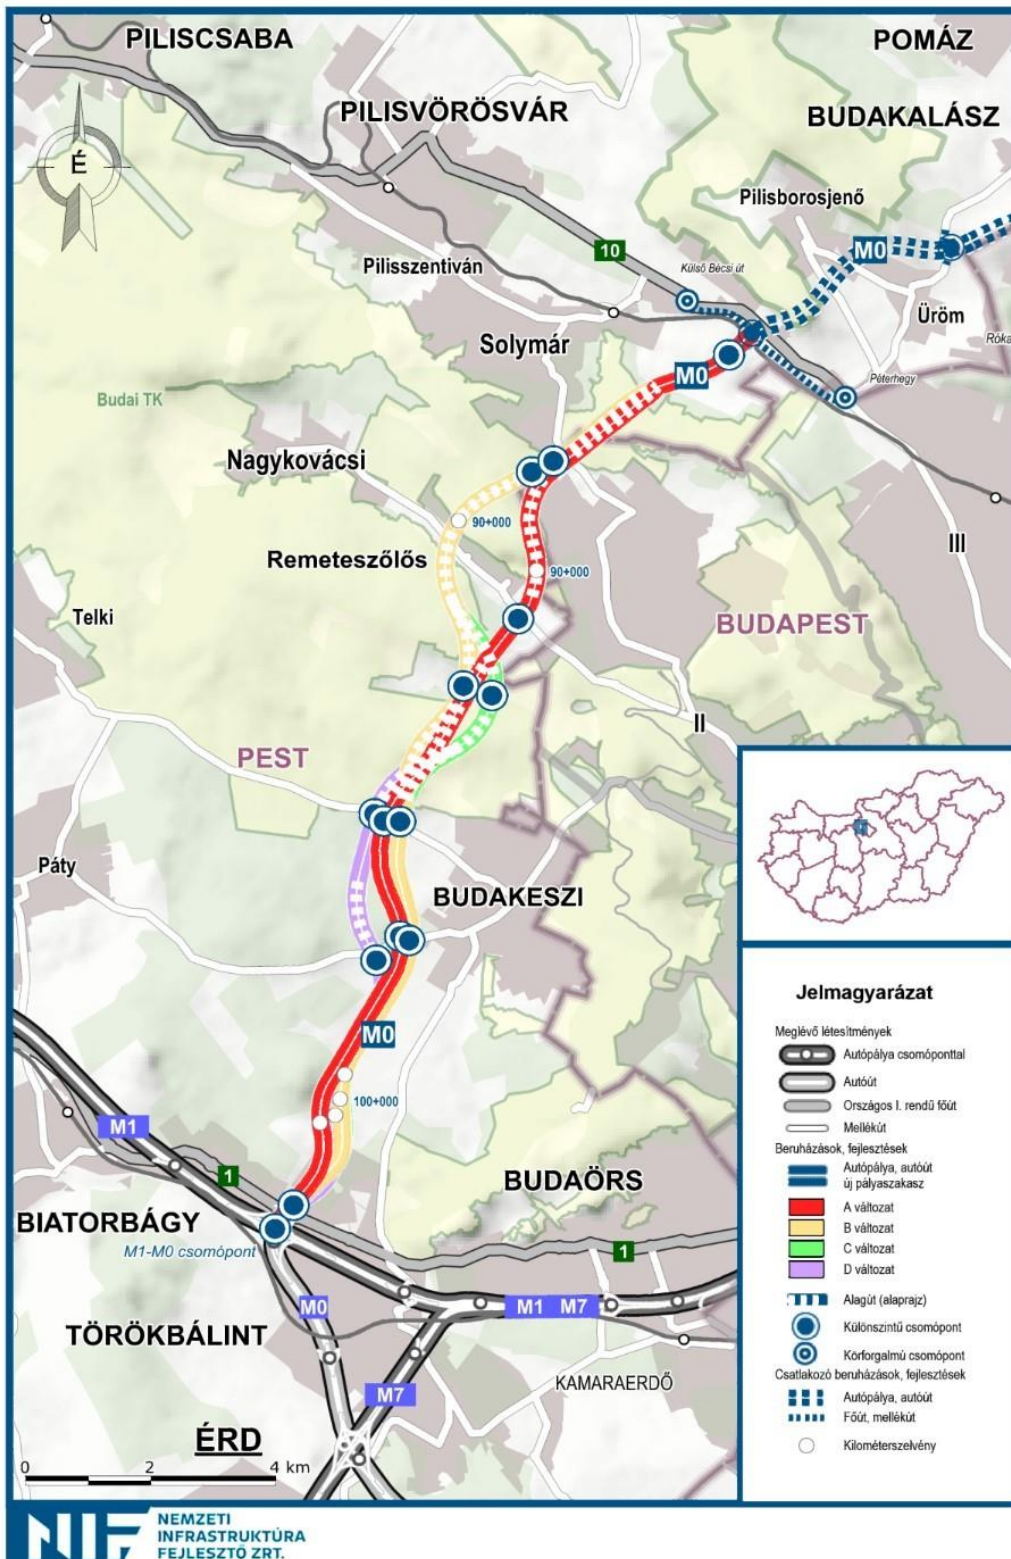 PILISCSABA
POMÁZ
PILISVÖRÖSVÁR
BUDAKALÁSZ
É
Pilisborosjenő
10
M0
Pilisszentiván
Külső Bécsi út
Üröm
Solymár
Róka
M0
Péterhegy
Budai TK
Nagykovácsi
90+000
III
Remeteszőlős
90+000
Telki
BUDAPEST
II
PEST
Páty
BUDAKESZI
M0
100+000
M1
1
BUDAÖRS
BIATORBÁGY
M1-M0 csomópont
1
M0
M1 M7
TÖRÖKBÁLINT
M7
KAMARAERDŐ
ÉRD
0 2 4 km
Jelmagyarázat
Meglévő létesítmények
Autópálya csomóponttal
Autóút
Országos I. rendű főút
Mellékút
Beruházások, fejlesztések
Autópálya, autóút
új pályaszakasz
A változat
B változat
C változat
D változat
Alagút (alaprajz)
Különszintű csomópont
Körforgalmú csomópont
Csatlakozó beruházások, fejlesztések
Autópálya, autóút
Főút, mellékút
Kilométerszelvény
NIF
NEMZETI
INFRASTRUKTÚRA
FEJLESZTŐ ZRT.